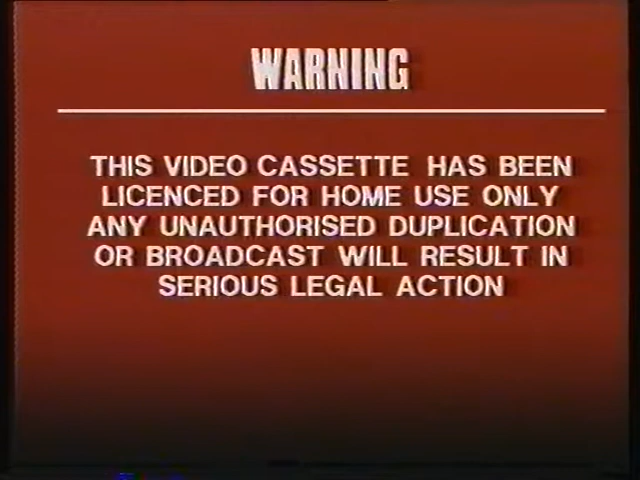 WARNING
THIS VIDEO CASSETTE HAS BEEN
LICENCED FOR HOME USE ONLY
ANY UNAUTHORISED DUPLICATION
OR BROADCAST WILL RESULT IN
SERIOUS LEGAL ACTION